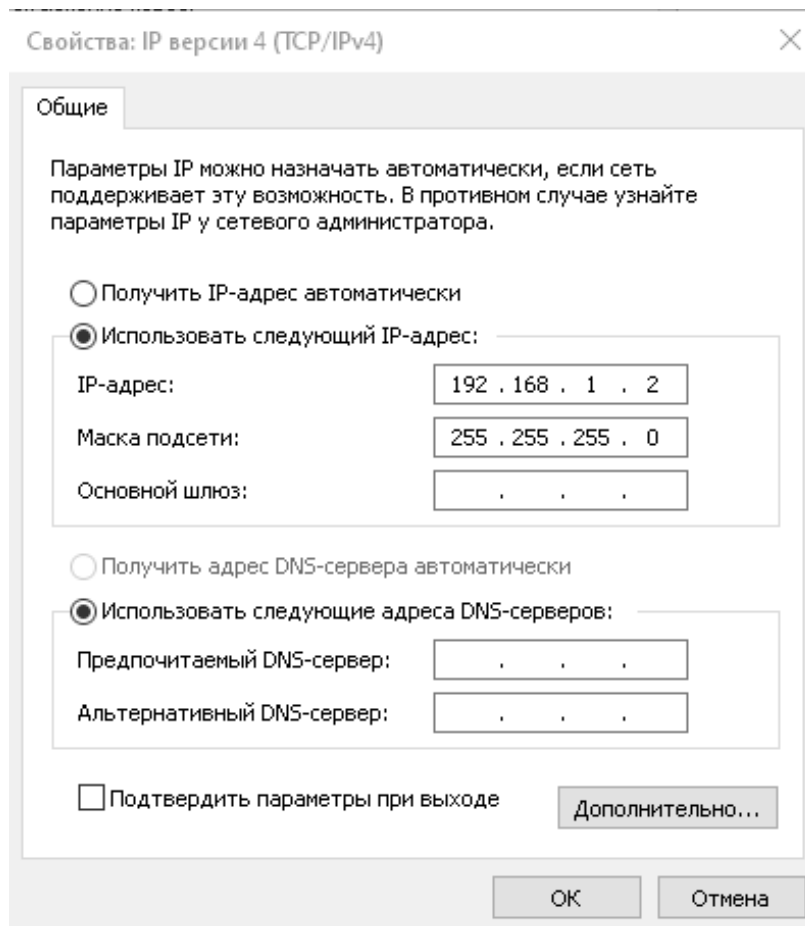 Свойства: IP версии 4 (TCP/IPv4)
Общие
Параметры IP можно назначать автоматически, если сеть
поддерживает эту возможность. В противном случае узнайте
параметры IP у сетевого администратора.
Получить IP-адрес автоматически
Использовать следующий IP-адрес:
IP-адрес: 192 . 168 . 1 . 2
Маска подсети: 255 . 255 . 255 . 0
Основной шлюз: . . .
Получить адрес DNS-сервера автоматически
Использовать следующие адреса DNS-серверов:
Предпочитаемый DNS-сервер: . . .
Альтернативный DNS-сервер: . . .
Подтвердить параметры при выходе Дополнительно...
ОК Отмена